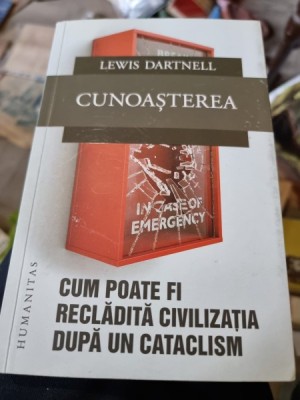 LEWIS DARTNELL
CUNOAȘTEREA
IN CASE OF
EMERGENCY
HUMANITAS
CUM POATE FI
RECLĂDITĂ CIVILIZAȚIA
DUPĂ UN CATACLISM